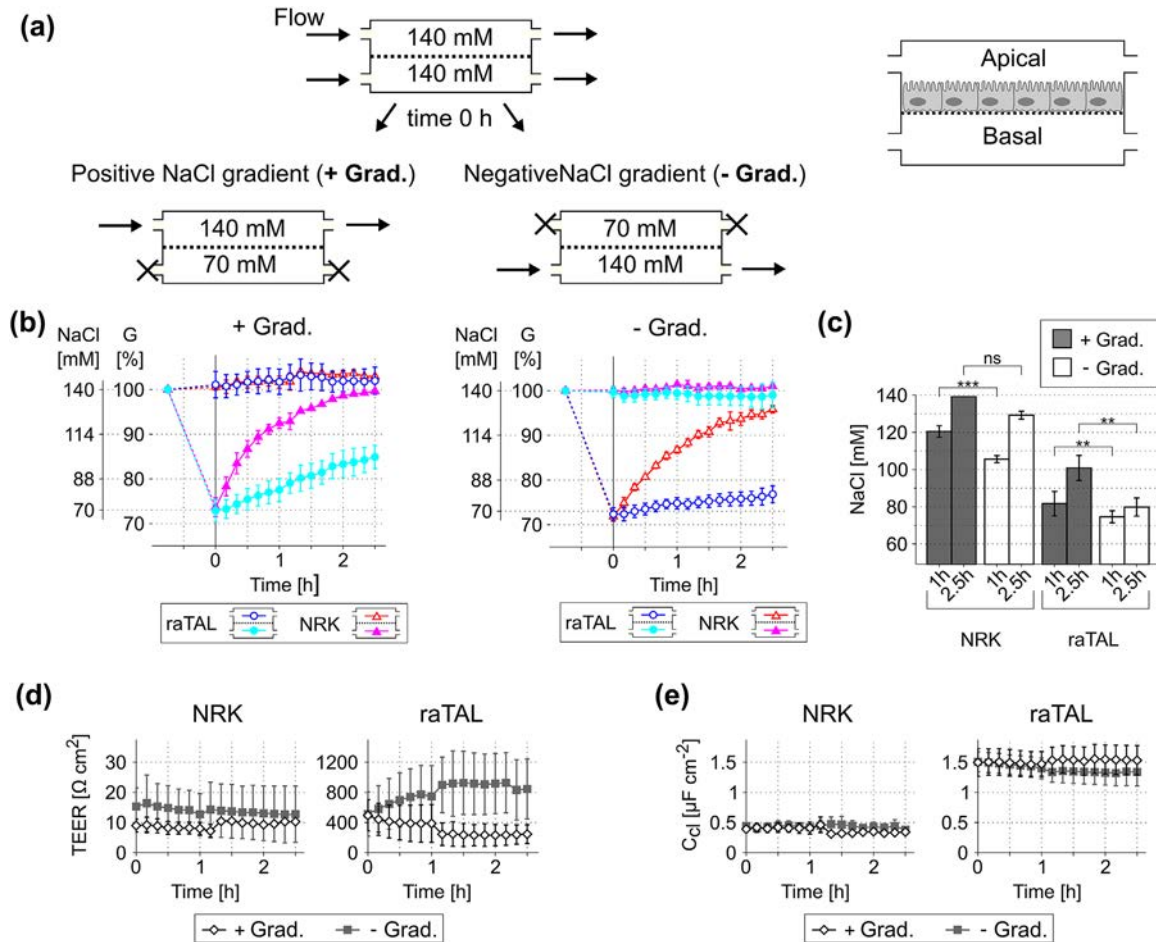 (a)
Flow
140 mM
140 mM
time 0 h
Apical
Basal
Positive NaCl gradient (+ Grad.)
NegativeNaCl gradient (- Grad.)
140 mM
70 mM
70 mM
140 mM
(b)
+ Grad.
NaCl [mM]
G [%]
140
114
88
70
100
90
80
70
0 1 2
Time [h]
raTAL
NRK
- Grad.
NaCl [mM]
G [%]
140
114
88
70
100
90
80
70
0 1 2
Time [h]
raTAL
NRK
(c)
+ Grad.
- Grad.
ns
***
**
**
NaCl [mM]
140
120
100
80
60
1h 2.5h 1h 2.5h 1h 2.5h 1h 2.5h
NRK
raTAL
(d)
NRK
raTAL
TEER [Ω cm²]
30
20
10
0
0 1 2
Time [h]
1200
800
400
0
0 1 2
Time [h]
+ Grad.
- Grad.
(e)
NRK
raTAL
Ccl [µF cm⁻²]
1.5
1
0.5
0
0 1 2
Time [h]
1.5
1
0.5
0
0 1 2
Time [h]
+ Grad.
- Grad.